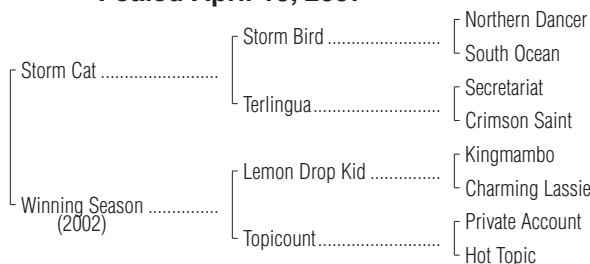 Northern Dancer
Storm Bird ........................
South Ocean
Storm Cat .........................
Secretariat
Terlingua...........................
Crimson Saint
Kingmambo
Lemon Drop Kid ...............
Charming Lassie
Winning Season ...............
(2002)
Private Account
Topicount..........................
Hot Topic